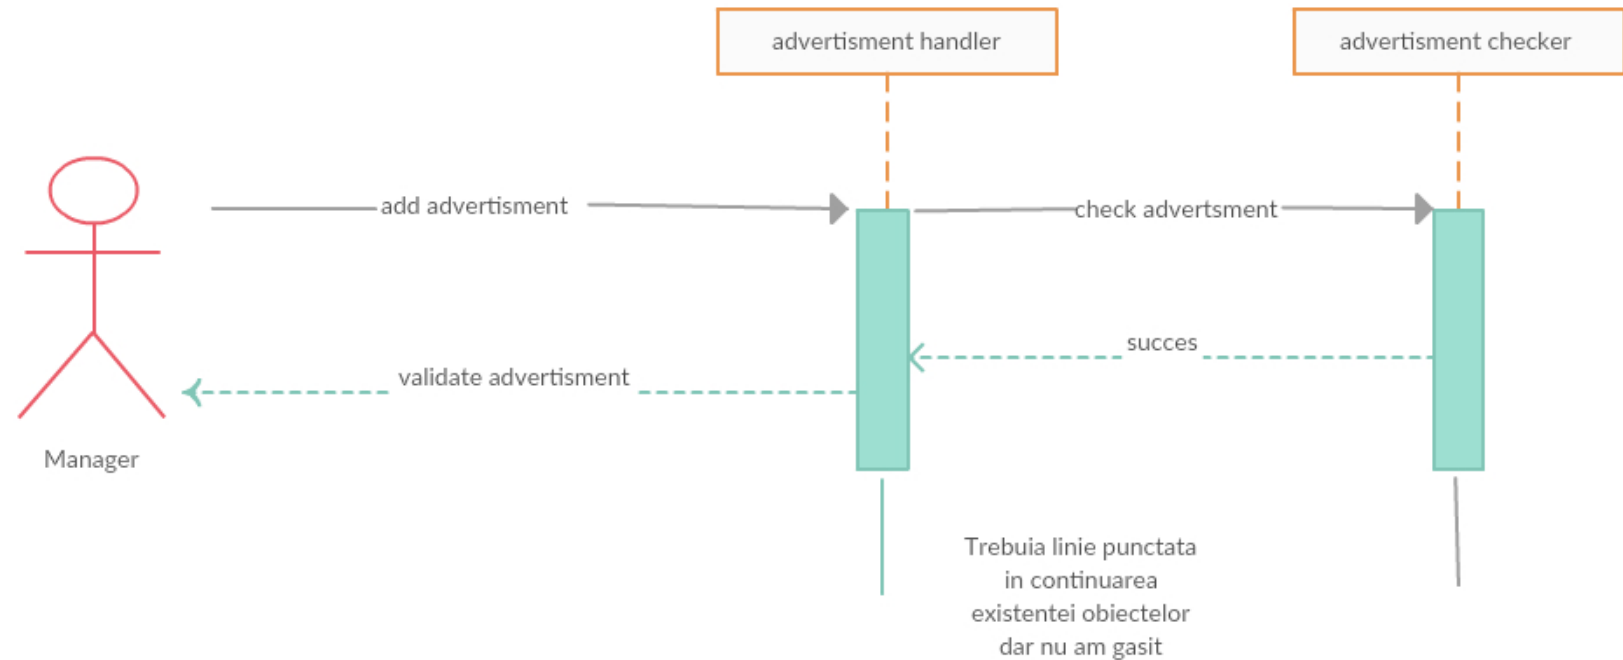 advertisment handler
advertisment checker
add advertisment
check advertsment
succes
validate advertisment
Manager
Trebuia linie punctata
in continuarea
existentei obiectelor
dar nu am gasit